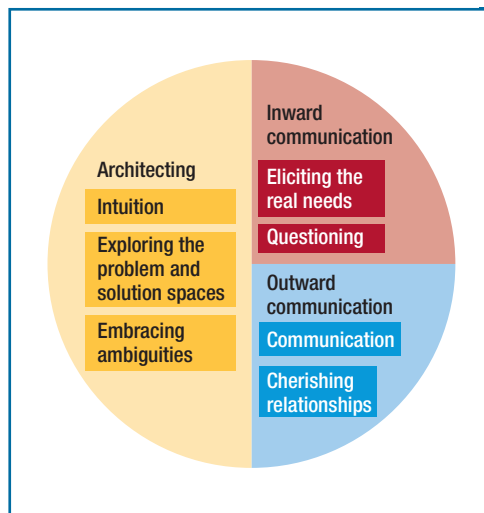 Architecting
Intuition
Exploring the
problem and
solution spaces
Embracing
ambiguities
Inward
communication
Eliciting the
real needs
Questioning
Outward
communication
Communication
Cherishing
relationships